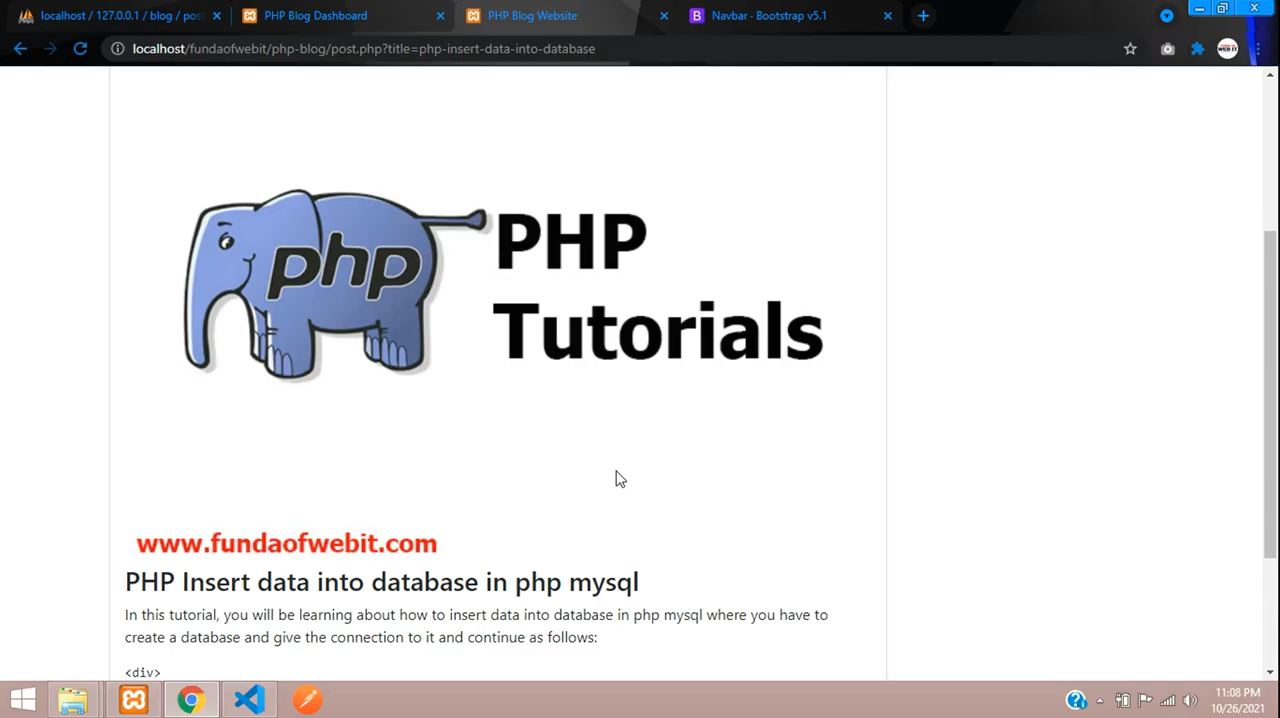 localhost / 127.0.0.1 / blog / post
PHP Blog Dashboard
PHP Blog Website
B
Navbar · Bootstrap v5.1
localhost/fundaofwebit/php-blog/post.php?title=php-insert-data-into-database
php
PHP
Tutorials
www.fundaofwebit.com
PHP Insert data into database in php mysql
In this tutorial, you will be learning about how to insert data into database in php mysql where you have to
create a database and give the connection to it and continue as follows:
<div>
11:08 PM
10/26/2021